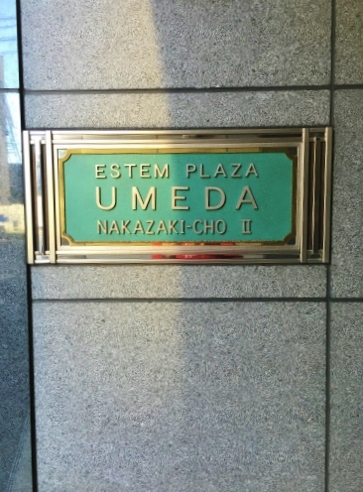 ESTEM PLAZA
UMEDA
NAKAZAKI-CHO Ⅱ